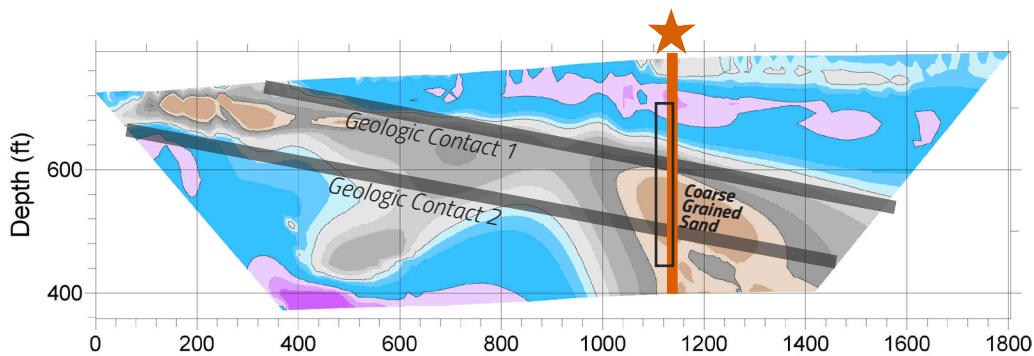 Geologic Contact 1
Geologic Contact 2
Coarse
Grained
Sand
Depth (ft)
600
400
0
200
400
600
800
1000
1200
1400
1600
1800